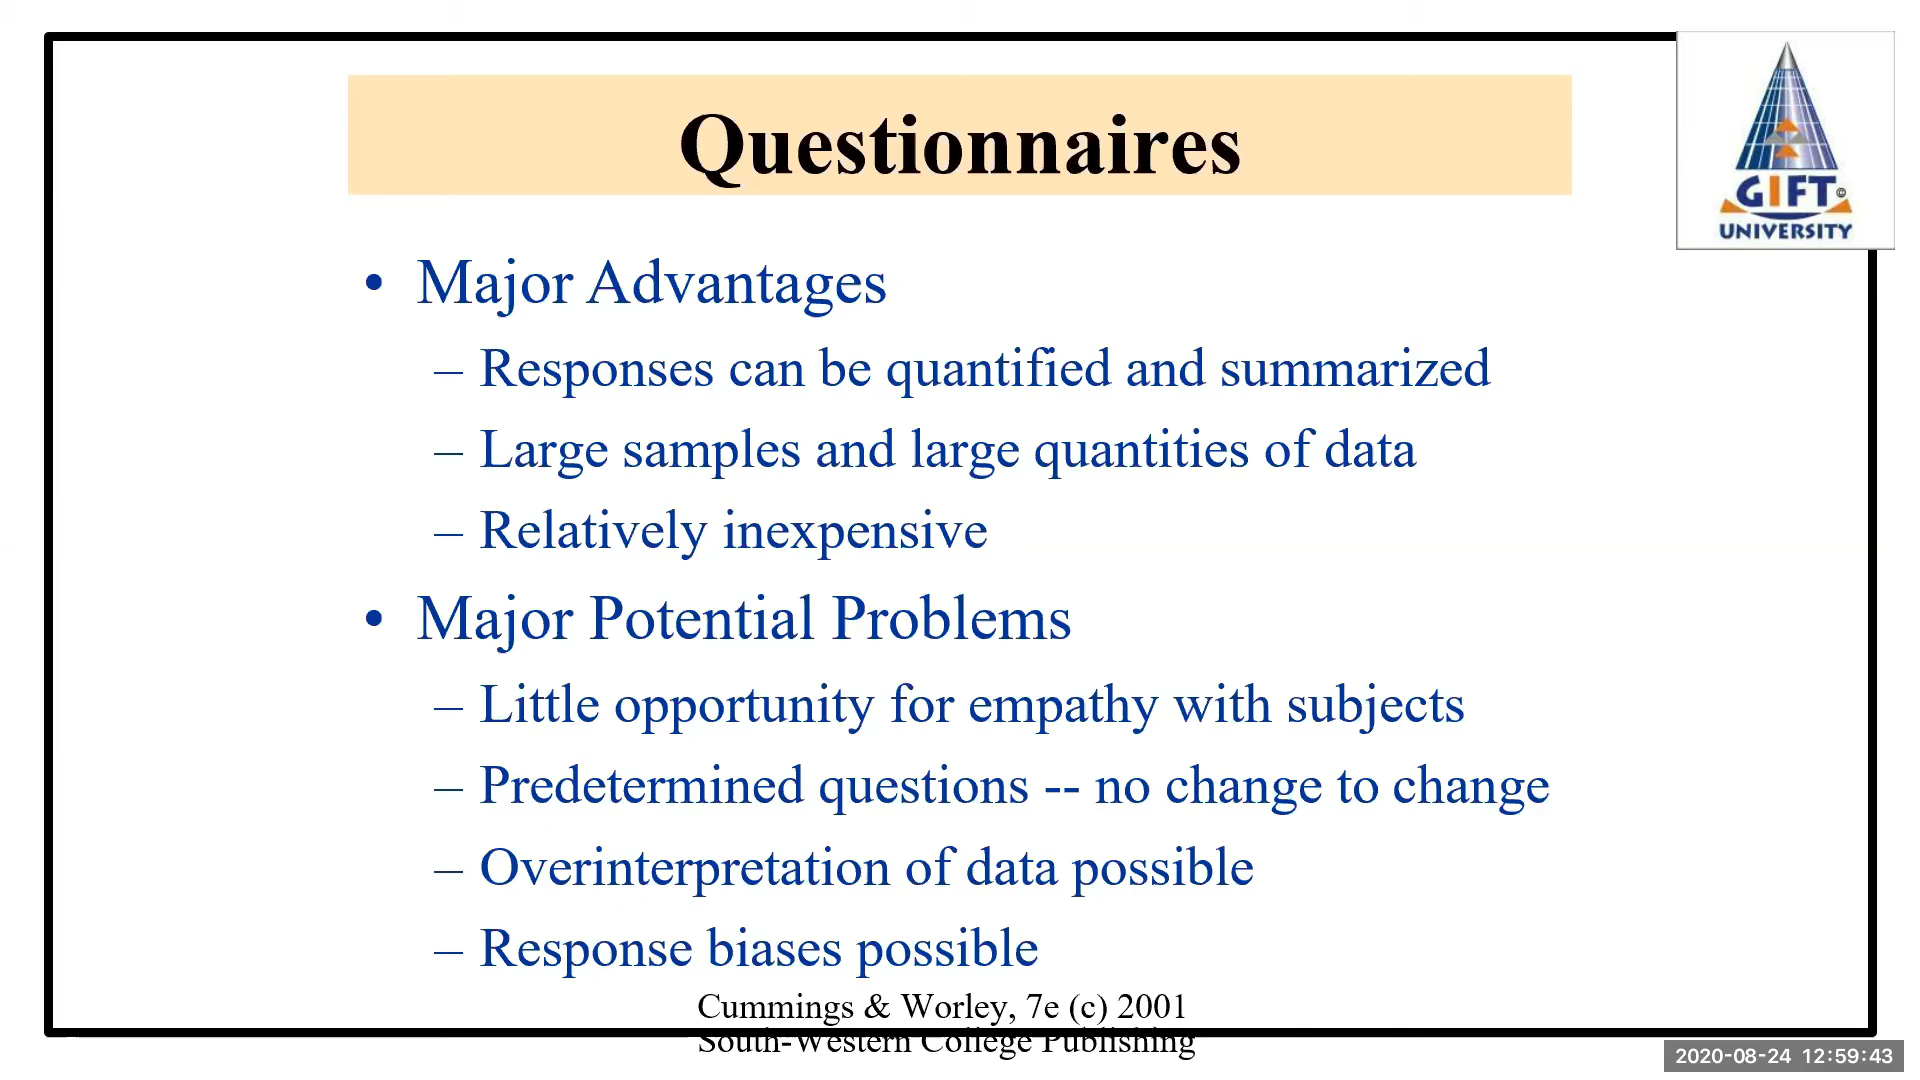 Questionnaires
GIFT©
UNIVERSITY
• Major Advantages
– Responses can be quantified and summarized
– Large samples and large quantities of data
– Relatively inexpensive
• Major Potential Problems
– Little opportunity for empathy with subjects
– Predetermined questions -- no change to change
– Overinterpretation of data possible
– Response biases possible
Cummings & Worley, 7e (c) 2001
South-Western College Publishing
2020-08-24 12:59:43